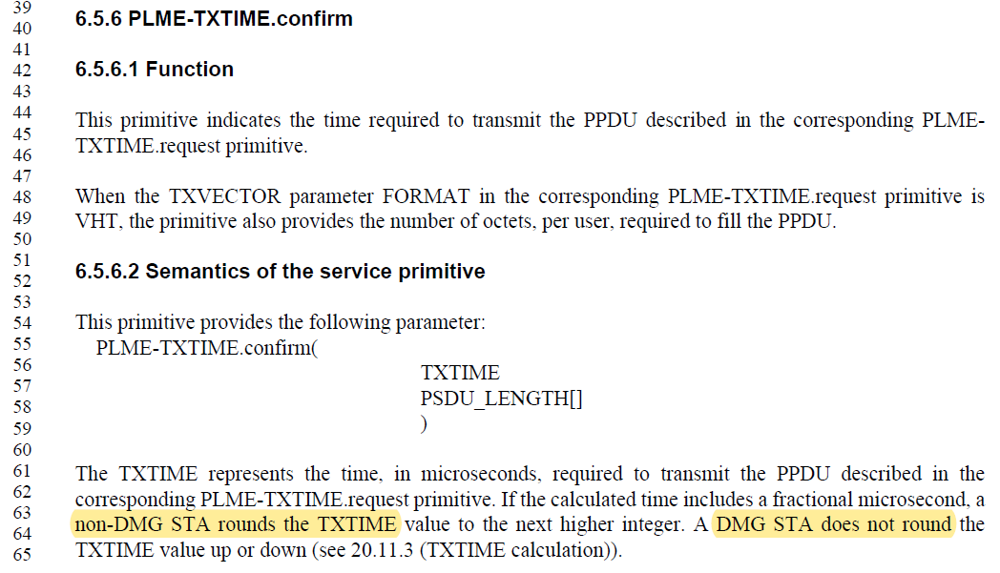 39
40 6.5.6 PLME-TXTIME.confirm
41
42 6.5.6.1 Function
43
44 This primitive indicates the time required to transmit the PPDU described in the corresponding PLME-
45 TXTIME.request primitive.
46
47
48 When the TXVECTOR parameter FORMAT in the corresponding PLME-TXTIME.request primitive is
49 VHT, the primitive also provides the number of octets, per user, required to fill the PPDU.
50
51 6.5.6.2 Semantics of the service primitive
52
53
54 This primitive provides the following parameter:
55 PLME-TXTIME.confirm(
56 TXTIME
57 PSDU_LENGTH[]
58 )
59
60
61 The TXTIME represents the time, in microseconds, required to transmit the PPDU described in the
62 corresponding PLME-TXTIME.request primitive. If the calculated time includes a fractional microsecond, a
63 non-DMG STA rounds the TXTIME value to the next higher integer. A DMG STA does not round the
64 TXTIME value up or down (see 20.11.3 (TXTIME calculation)).
65